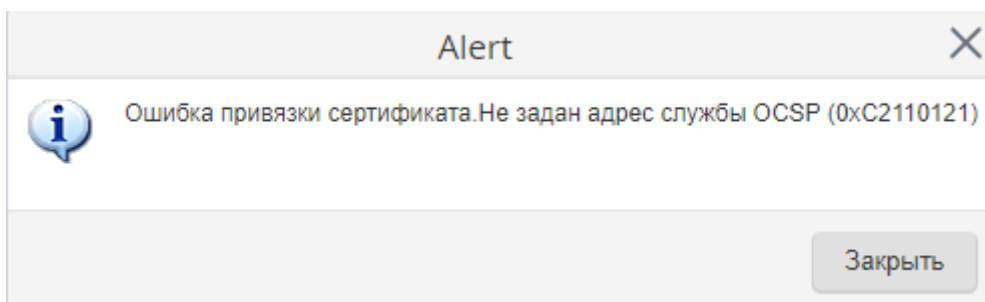 Alert
Ошибка привязки сертификата.Не задан адрес службы OCSP (0xC2110121)
Закрыть